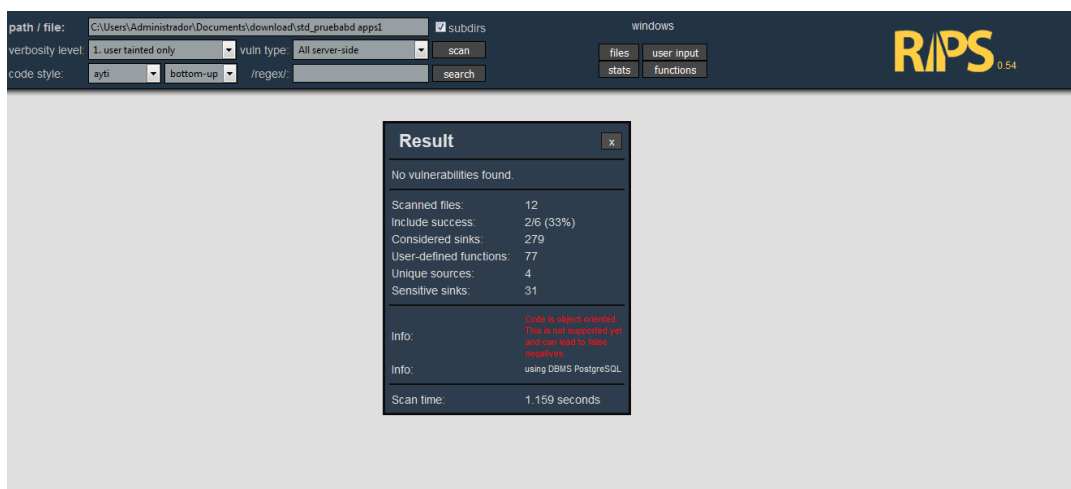 path / file: C:\Users\Administrador\Documents\download\std_pruebabd apps1 subdirs windows
verbosity level: 1. user tainted only vuln type: All server-side scan files user input
code style: ayti bottom-up /regex/: search stats functions
RIPS 0.54
Result x
No vulnerabilities found.
Scanned files: 12
Include success: 2/6 (33%)
Considered sinks: 279
User-defined functions: 77
Unique sources: 4
Sensitive sinks: 31
Info: Code is object-oriented.
This is not supported yet
and can lead to false
negatives.
Info: using DBMS PostgreSQL
Scan time: 1.159 seconds